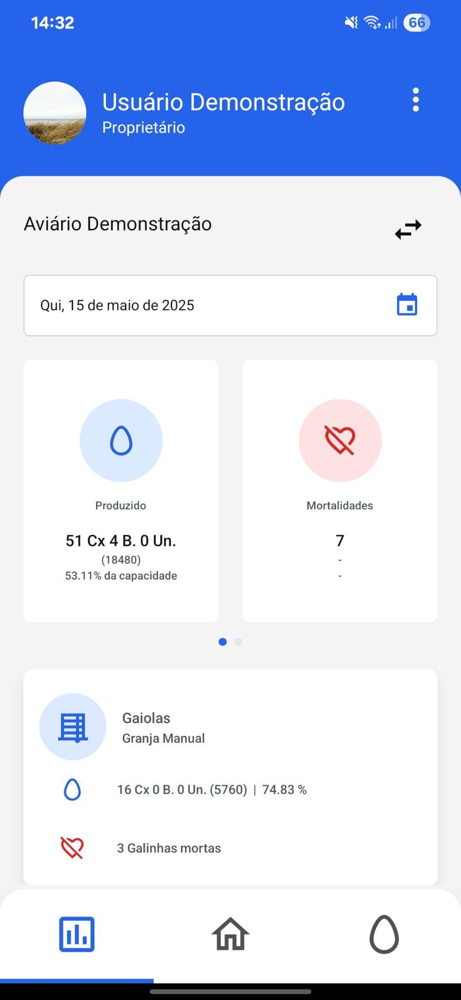 14:32
66
Usuário Demonstração
Proprietário
Aviário Demonstração
Qui, 15 de maio de 2025
Produzido
51 Cx 4 B. 0 Un.
(18480)
53.11% da capacidade
Mortalidades
7
-
-
Gaiolas
Granja Manual
16 Cx 0 B. 0 Un. (5760) | 74.83 %
3 Galinhas mortas